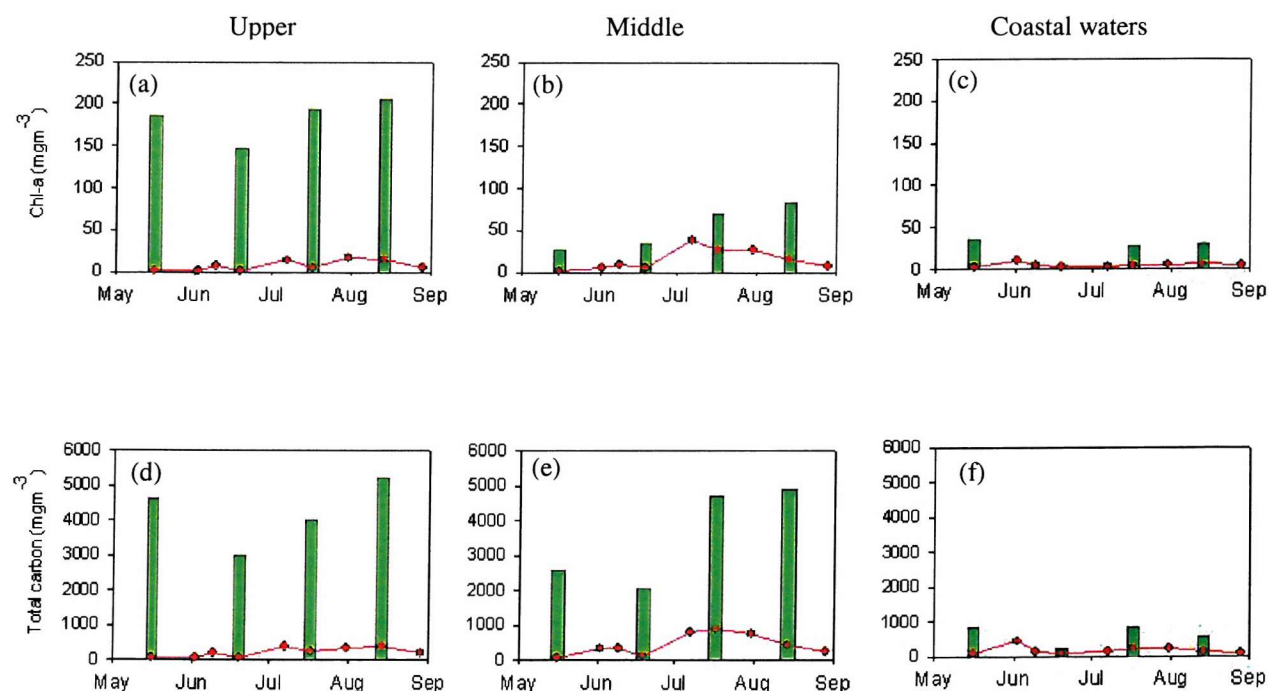 Upper Middle Coastal waters
(a) (b) (c)
Chl-a (mgm⁻³)
250 250 250
200 200 200
150 150 150
100 100 100
50 50 50
0 0 0
May Jun Jul Aug Sep May Jun Jul Aug Sep May Jun Jul Aug Sep
(d) (e) (f)
Total carbon (mgm⁻³)
6000 6000 6000
5000 5000 5000
4000 4000 4000
3000 3000 3000
2000 2000 2000
1000 1000 1000
0 0 0
May Jun Jul Aug Sep May Jun Jul Aug Sep May Jun Jul Aug Sep